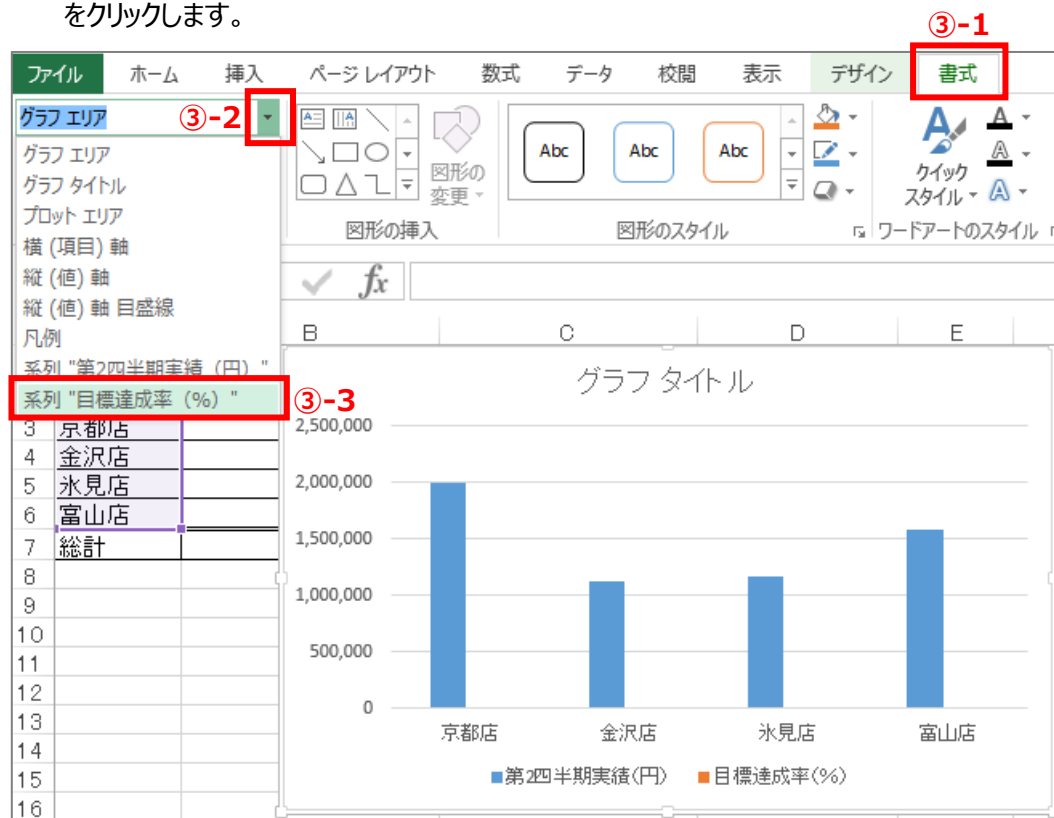 をクリックします。
③-1
ファイル ホーム 挿入 ページ レイアウト 数式 データ 校閲 表示 デザイン 書式
グラフ エリア ③-2
グラフ エリア
グラフ タイトル
プロット エリア
横 (項目) 軸
縦 (値) 軸
縦 (値) 軸 目盛線
凡例
系列 "第2四半期実績（円）"
系列 "目標達成率（%）"
③-3
図形の
変更
図形の挿入
Abc Abc Abc
図形のスタイル
クイック
スタイル
A A A A
ワードアートのスタイル
fx
B C D E
3 京都店
4 金沢店
5 氷見店
6 富山店
7 総計
8
9
10
11
12
13
14
15
16
グラフ タイトル
2,500,000
2,000,000
1,500,000
1,000,000
500,000
0
京都店 金沢店 氷見店 富山店
第2四半期実績(円) 目標達成率(%)